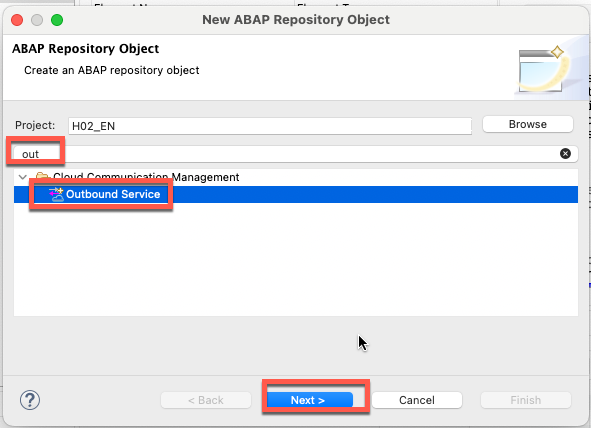 New ABAP Repository Object
ABAP Repository Object
Create an ABAP repository object
Project: H02_EN Browse
out
Cloud Communication Management
Outbound Service
? < Back Next > Cancel Finish